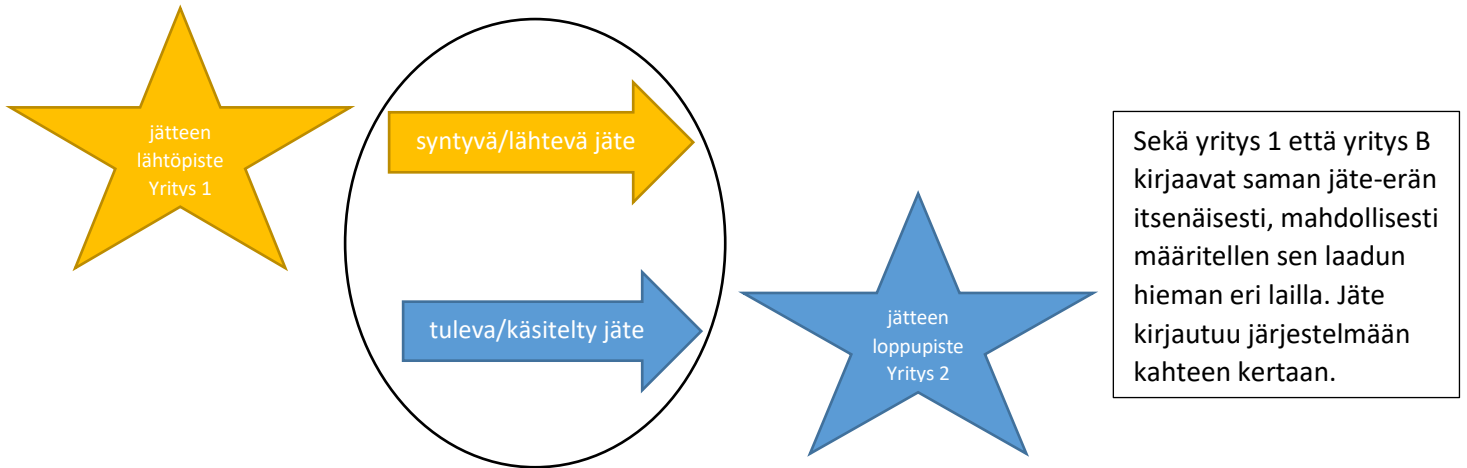 jätteen
lähtöpiste
Yritys 1
syntyvä/lähtevä jäte
tuleva/käsitelty jäte
jätteen
loppupiste
Yritys 2
Sekä yritys 1 että yritys B
kirjaavat saman jäte-erän
itsenäisesti, mahdollisesti
määritellen sen laadun
hieman eri lailla. Jäte
kirjautuu järjestelmään
kahteen kertaan.